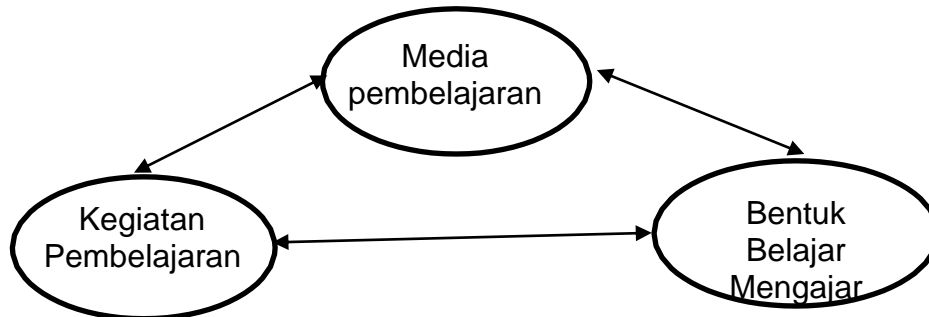 Media
pembelajaran
Kegiatan
Pembelajaran
Bentuk
Belajar
Mengajar